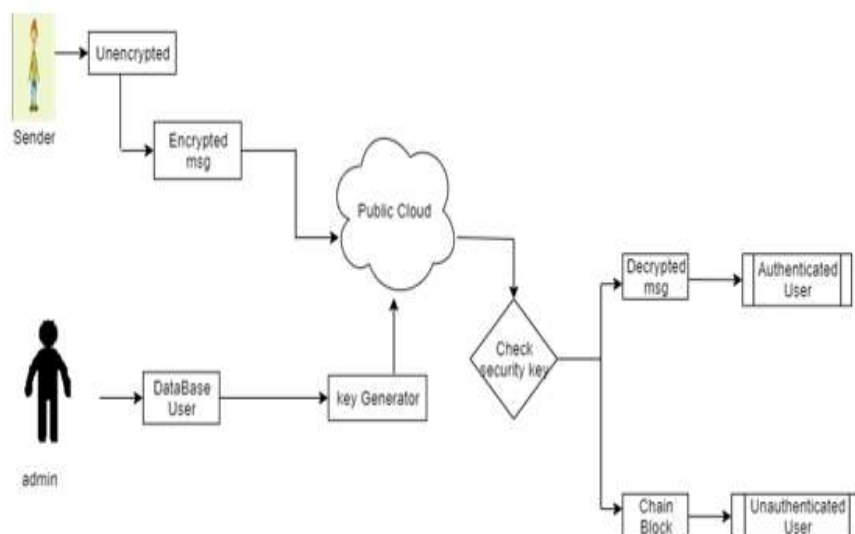 Unencrypted
Sender
Encrypted
msg
Public Cloud
Decrypted
msg
Authenticated
User
Check
security key
DataBase
User
key Generator
admin
Chain
Block
Unauthenticated
User